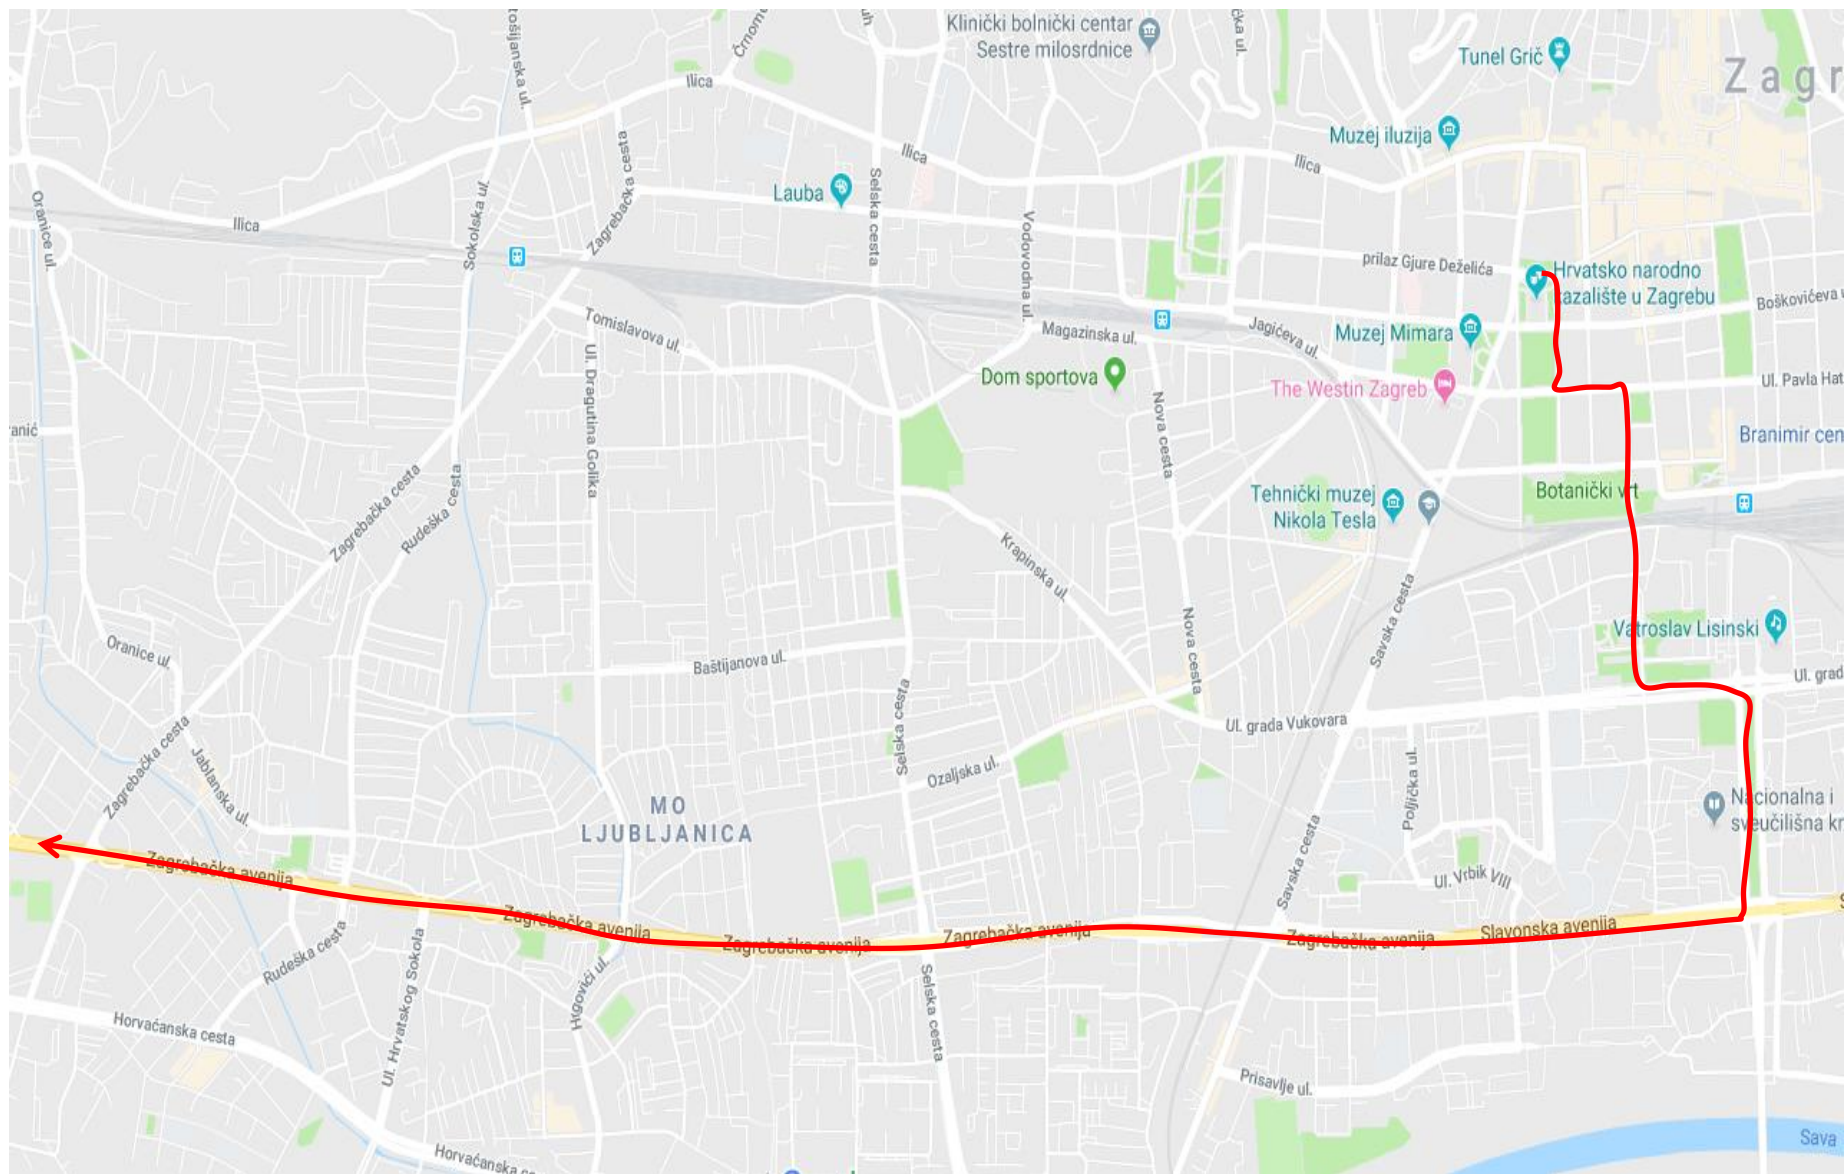 Klinički bolnički centar
Sestre milosrdnice
Tunel Grič
Zagr
Ilica
Muzej iluzija
Ilica
Ilica
Lauba
Selska cesta
Zagrebačka cesta
Sokolska ul.
Oranice ul.
Ilica
Vodovodna ul.
prilaz Gjure Deželića
Hrvatsko narodno
kazalište u Zagrebu
Boškovićeva u
Tomislavova ul.
Magazinska ul.
Jagićeva ul.
Muzej Mimara
Dom sportova
The Westin Zagreb
Ul. Pavla Hat
Ul. Dragutina Golika
Nova cesta
Branimir cen
anić
Zagrebačka cesta
Rudeška cesta
Tehnički muzej
Nikola Tesla
Botanički vrt
Krapinska ul.
Savska cesta
Nova cesta
Vatroslav Lisinski
Oranice ul.
Baštijanova ul.
Ul. grad
Selska cesta
Ul. grada Vukovara
Zagrebačka cesta
Jablanska ul.
Ozaljska ul.
Poljička ul.
MO
LJUBLJANICA
Nacionalna i
sveučilišna kr
Savska cesta
Ul. Vrbik VIII
Zagrebačka avenija
Zagrebačka avenija
Zagrebačka avenija
Zagrebačka avenija
Zagrebačka avenija
Slavonska avenija
S
Rudeška cesta
Ul. Hrvatskog Sokola
Hrgovići ul.
Selska cesta
Horvaćanska cesta
Prisavlje ul.
Sava
Horvaćanska ce